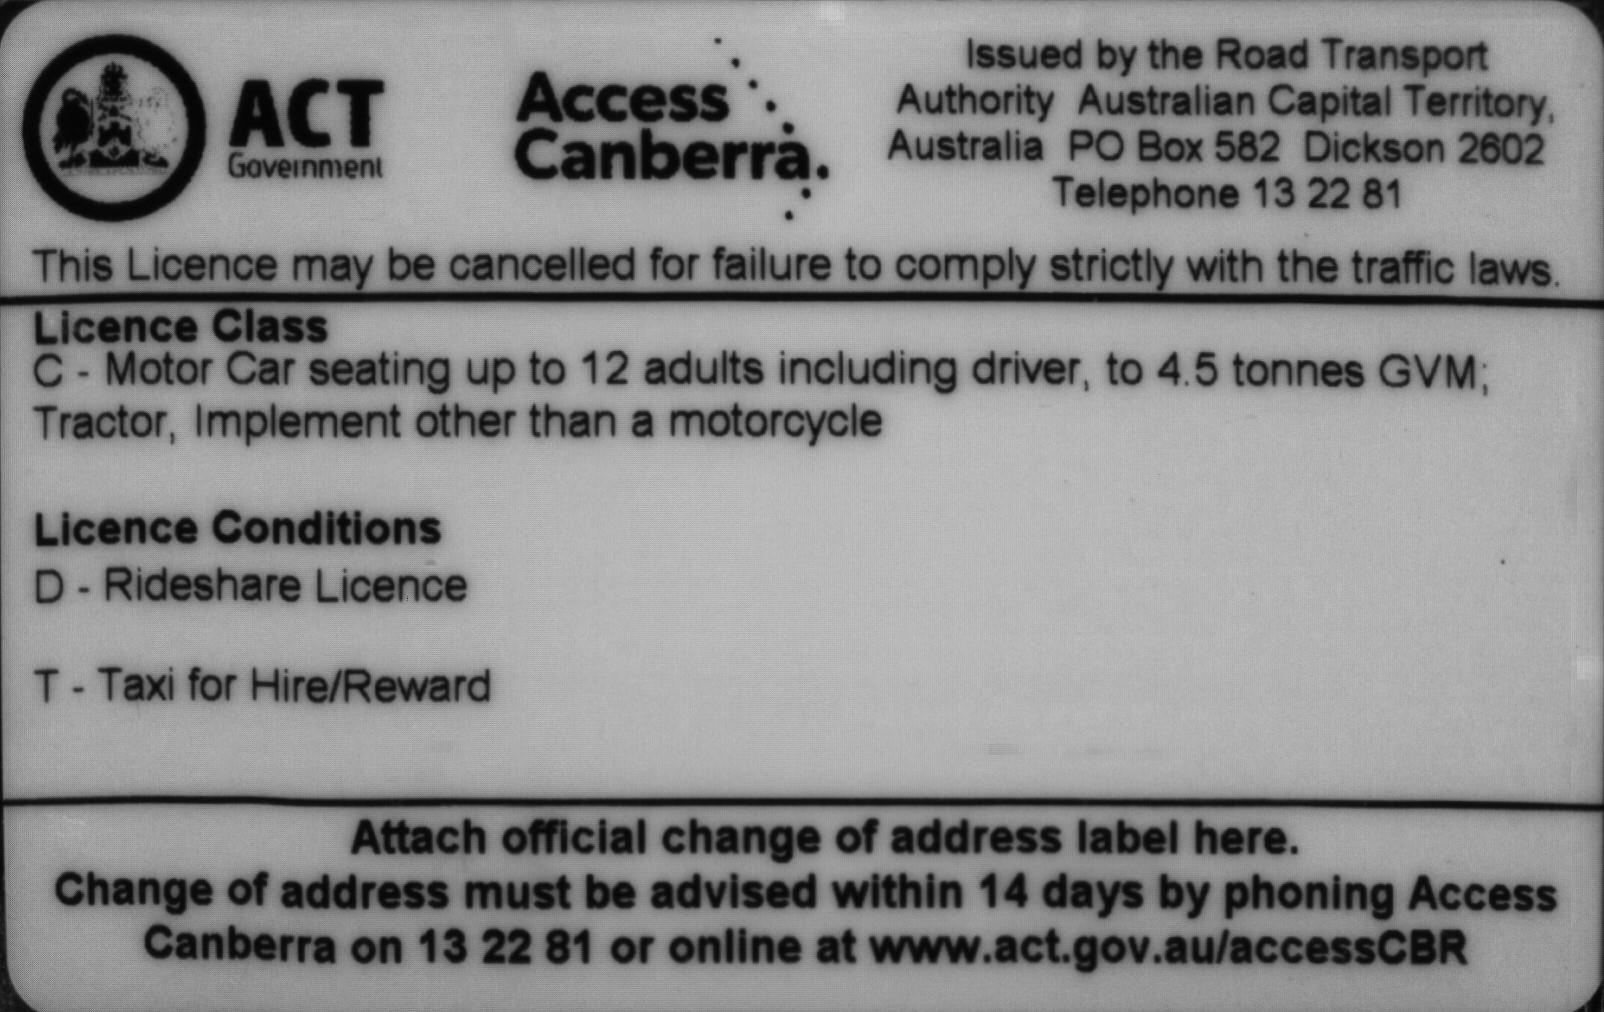 ACT
Government
Access
Canberra.
Issued by the Road Transport
Authority Australian Capital Territory,
Australia PO Box 582 Dickson 2602
Telephone 13 22 81
This Licence may be cancelled for failure to comply strictly with the traffic laws.
Licence Class
C - Motor Car seating up to 12 adults including driver, to 4.5 tonnes GVM;
Tractor, Implement other than a motorcycle
Licence Conditions
D - Rideshare Licence
T - Taxi for Hire/Reward
Attach official change of address label here.
Change of address must be advised within 14 days by phoning Access
Canberra on 13 22 81 or online at www.act.gov.au/accessCBR